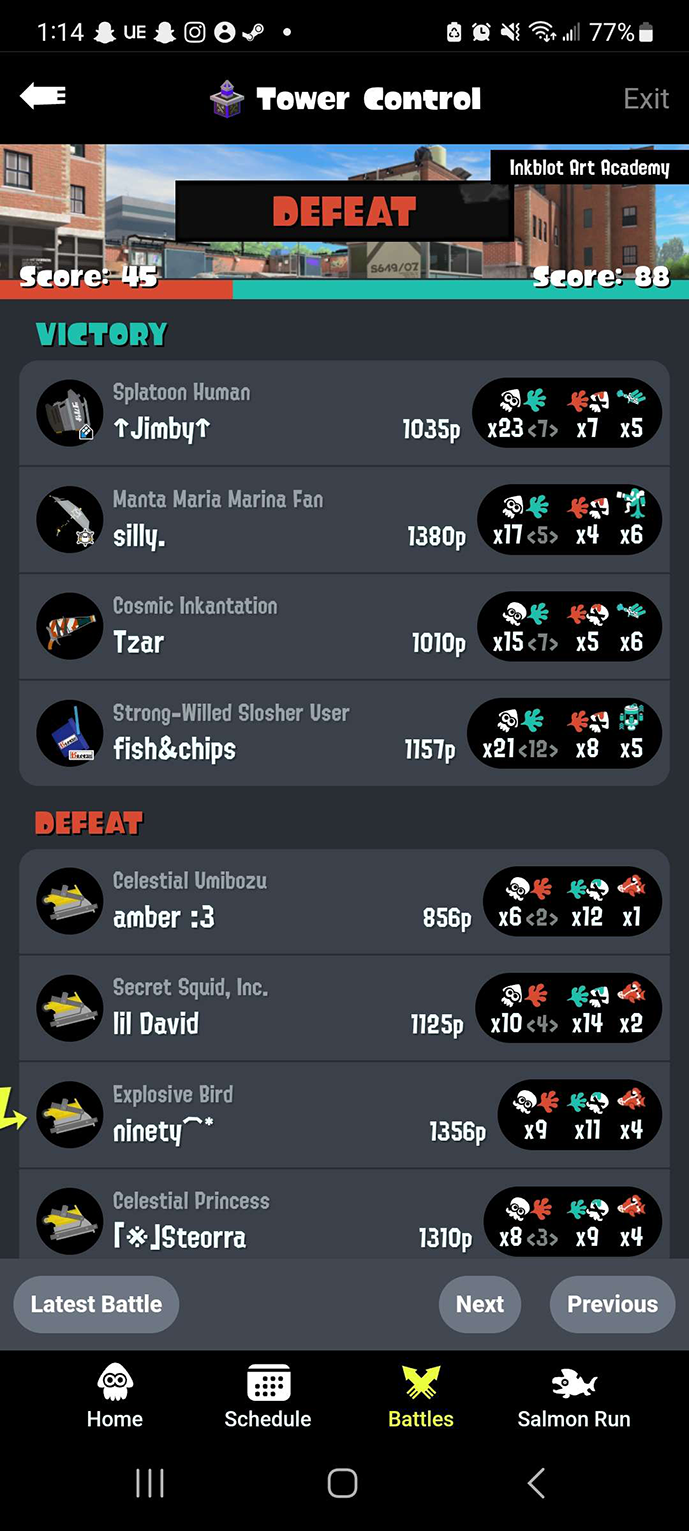 1:14 UE 77%
Tower Control Exit
Inkblot Art Academy
DEFEAT
S649/07
Score: 45 Score: 88
VICTORY
Splatoon Human
↑Jimby↑ 1035p x23 <7> x7 x5
Manta Maria Marina Fan
silly. 1380p x17 <5> x4 x6
Cosmic Inkantation
Tzar 1010p x15 <7> x5 x6
Strong-Willed Slosher User
fish&chips 1157p x21 <12> x8 x5
DEFEAT
Celestial Umibozu
amber :3 856p x6 <2> x12 x1
Secret Squid, Inc.
lil David 1125p x10 <4> x14 x2
Explosive Bird
ninety⌒* 1356p x9 x11 x4
Celestial Princess
「※」Steorra 1310p x8 <3> x9 x4
Latest Battle Next Previous
Home Schedule Battles Salmon Run